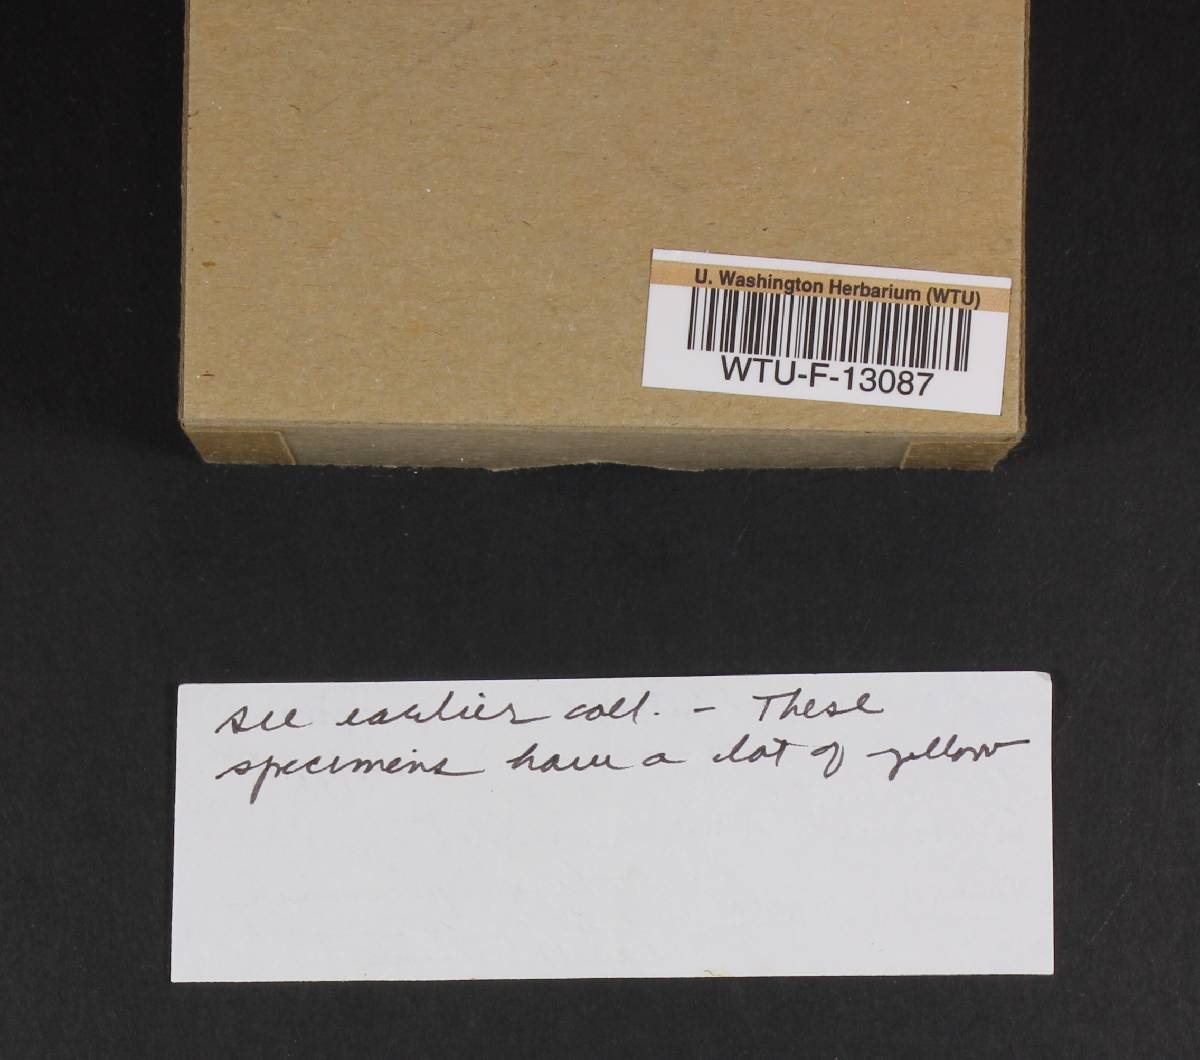 U. Washington Herbarium (WTU)
WTU-F-13087
see earlier coll. - These
specimens have a lot of yellow